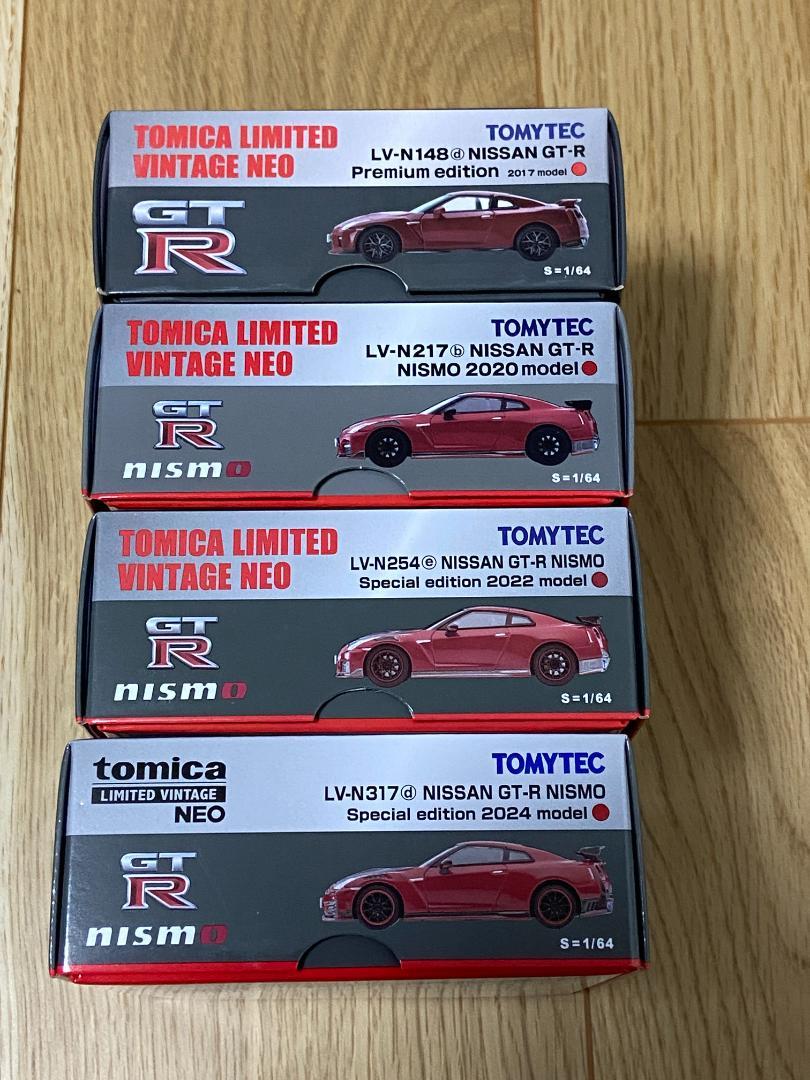 TOMICA LIMITED
VINTAGE NEO
TOMYTEC
LV-N148ⓓ NISSAN GT-R
Premium edition 2017 model
GT
R
S=1/64
TOMICA LIMITED
VINTAGE NEO
TOMYTEC
LV-N217ⓑ NISSAN GT-R
NISMO 2020 model
GT
R
nismo
S=1/64
TOMICA LIMITED
VINTAGE NEO
TOMYTEC
LV-N254ⓔ NISSAN GT-R NISMO
Special edition 2022 model
GT
R
nismo
S=1/64
tomica
LIMITED VINTAGE
NEO
TOMYTEC
LV-N317ⓓ NISSAN GT-R NISMO
Special edition 2024 model
GT
R
nismo
S=1/64